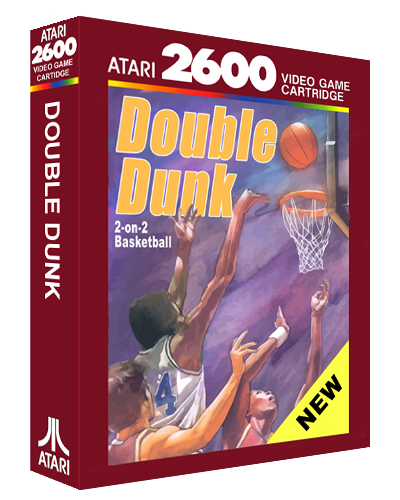 ATARI
2600
VIDEO GAME
CARTRIDGE
DOUBLE DUNK
ATARI
ATARI 2600 VIDEO GAME
CARTRIDGE
Double
Dunk
2-on-2
Basketball
4
NEW